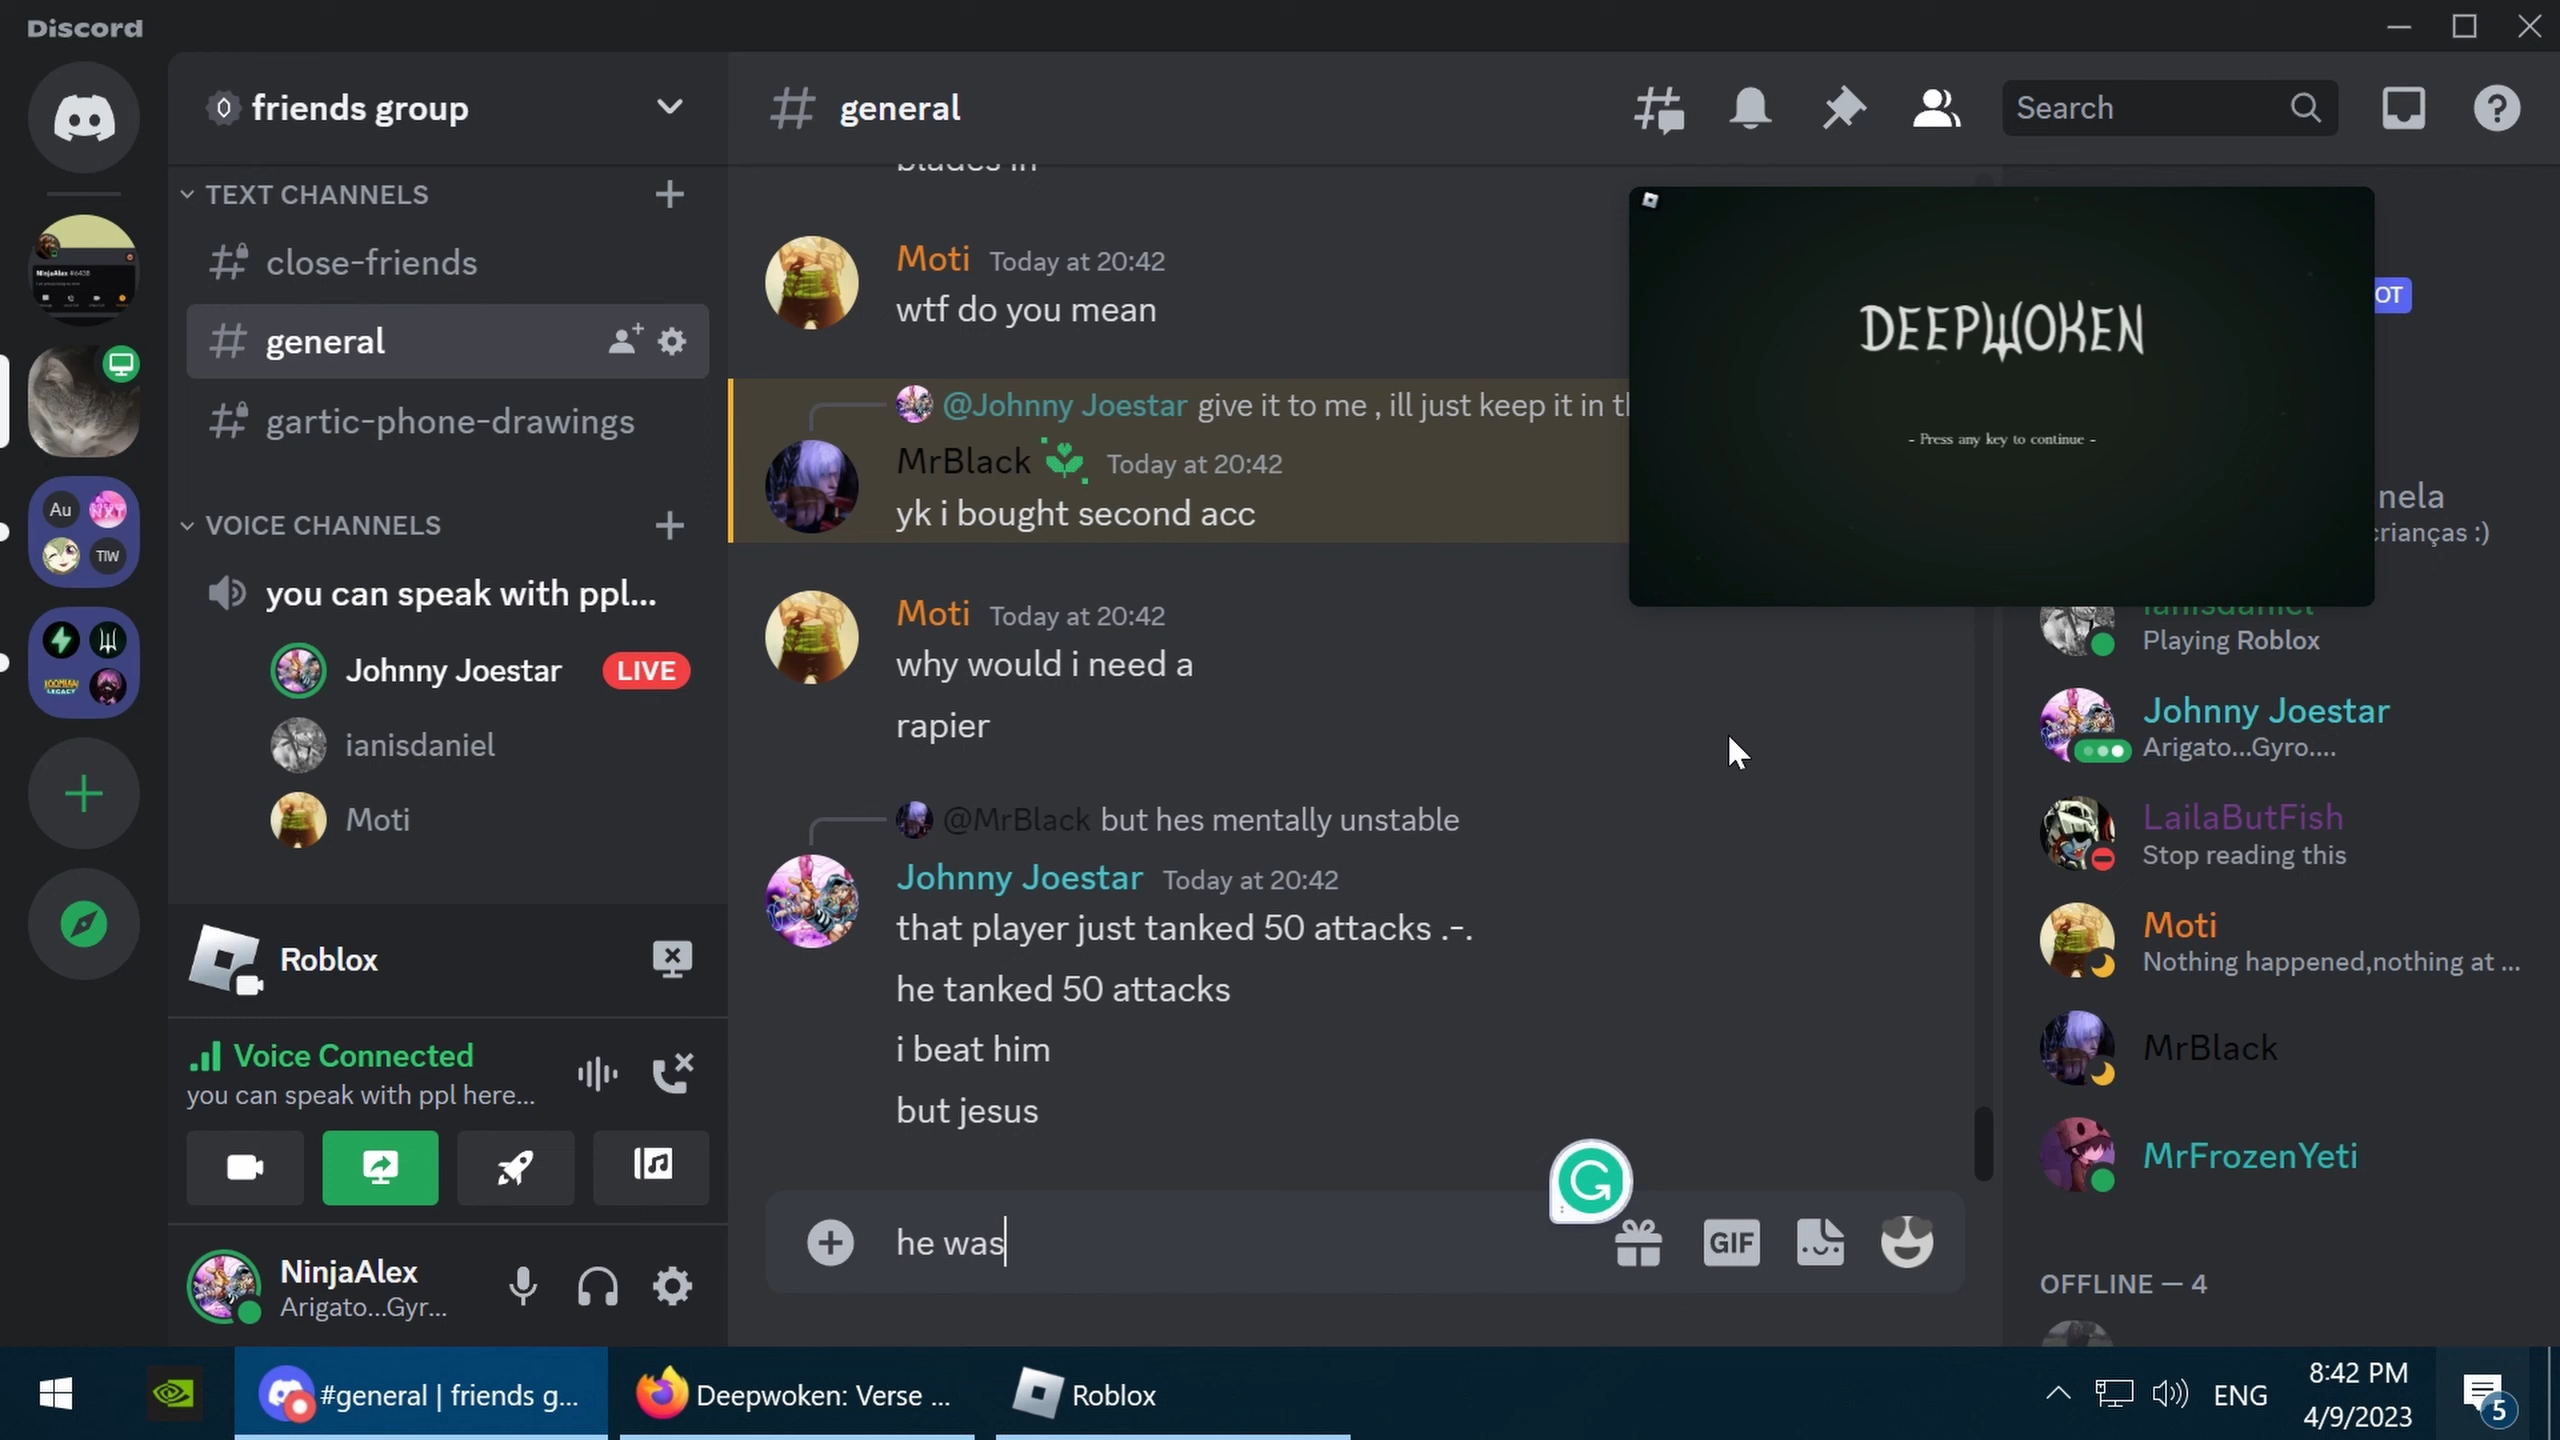 Discord
friends group
TEXT CHANNELS
close-friends
general
gartic-phone-drawings
VOICE CHANNELS
you can speak with ppl...
Johnny Joestar LIVE
ianisdaniel
Moti
Au
TIW
Roblox
Voice Connected
you can speak with ppl here...
NinjaAlex
Arigato...Gyr...
general
Search
blades in
Moti Today at 20:42
wtf do you mean
@Johnny Joestar give it to me , ill just keep it in
MrBlack Today at 20:42
yk i bought second acc
Moti Today at 20:42
why would i need a
rapier
@MrBlack but hes mentally unstable
Johnny Joestar Today at 20:42
that player just tanked 50 attacks .-.
he tanked 50 attacks
i beat him
but jesus
he was
GIF
DEEPWOKEN
- Press any key to continue -
OT
nela
crianças :)
ianisdaniel
Playing Roblox
Johnny Joestar
Arigato...Gyro....
LailaButFish
Stop reading this
Moti
Nothing happened,nothing at ...
MrBlack
MrFrozenYeti
OFFLINE — 4
#general | friends g...
Deepwoken: Verse ...
Roblox
ENG
8:42 PM
4/9/2023
5